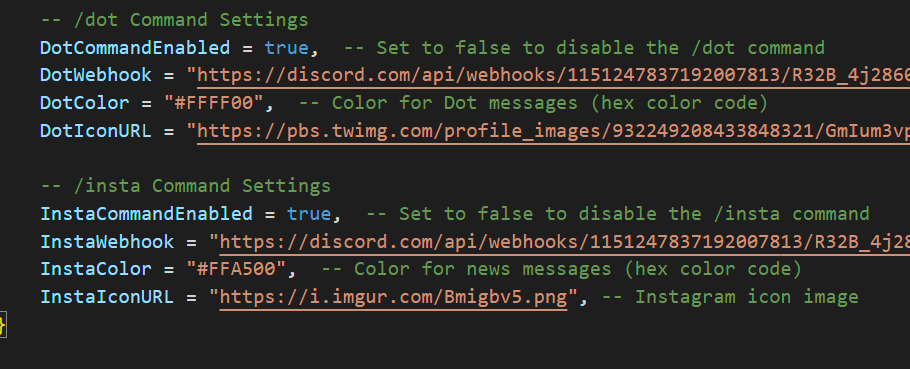 -- /dot Command Settings
DotCommandEnabled = true,  -- Set to false to disable the /dot command
DotWebhook = "https://discord.com/api/webhooks/1151247837192007813/R32B_4j2860
DotColor = "#FFFF00",  -- Color for Dot messages (hex color code)
DotIconURL = "https://pbs.twimg.com/profile_images/932249208433848321/GmIum3vp
-- /insta Command Settings
InstaCommandEnabled = true,  -- Set to false to disable the /insta command
InstaWebhook = "https://discord.com/api/webhooks/1151247837192007813/R32B_4j28
InstaColor = "#FFA500",  -- Color for news messages (hex color code)
InstaIconURL = "https://i.imgur.com/Bmigbv5.png", -- Instagram icon image
}